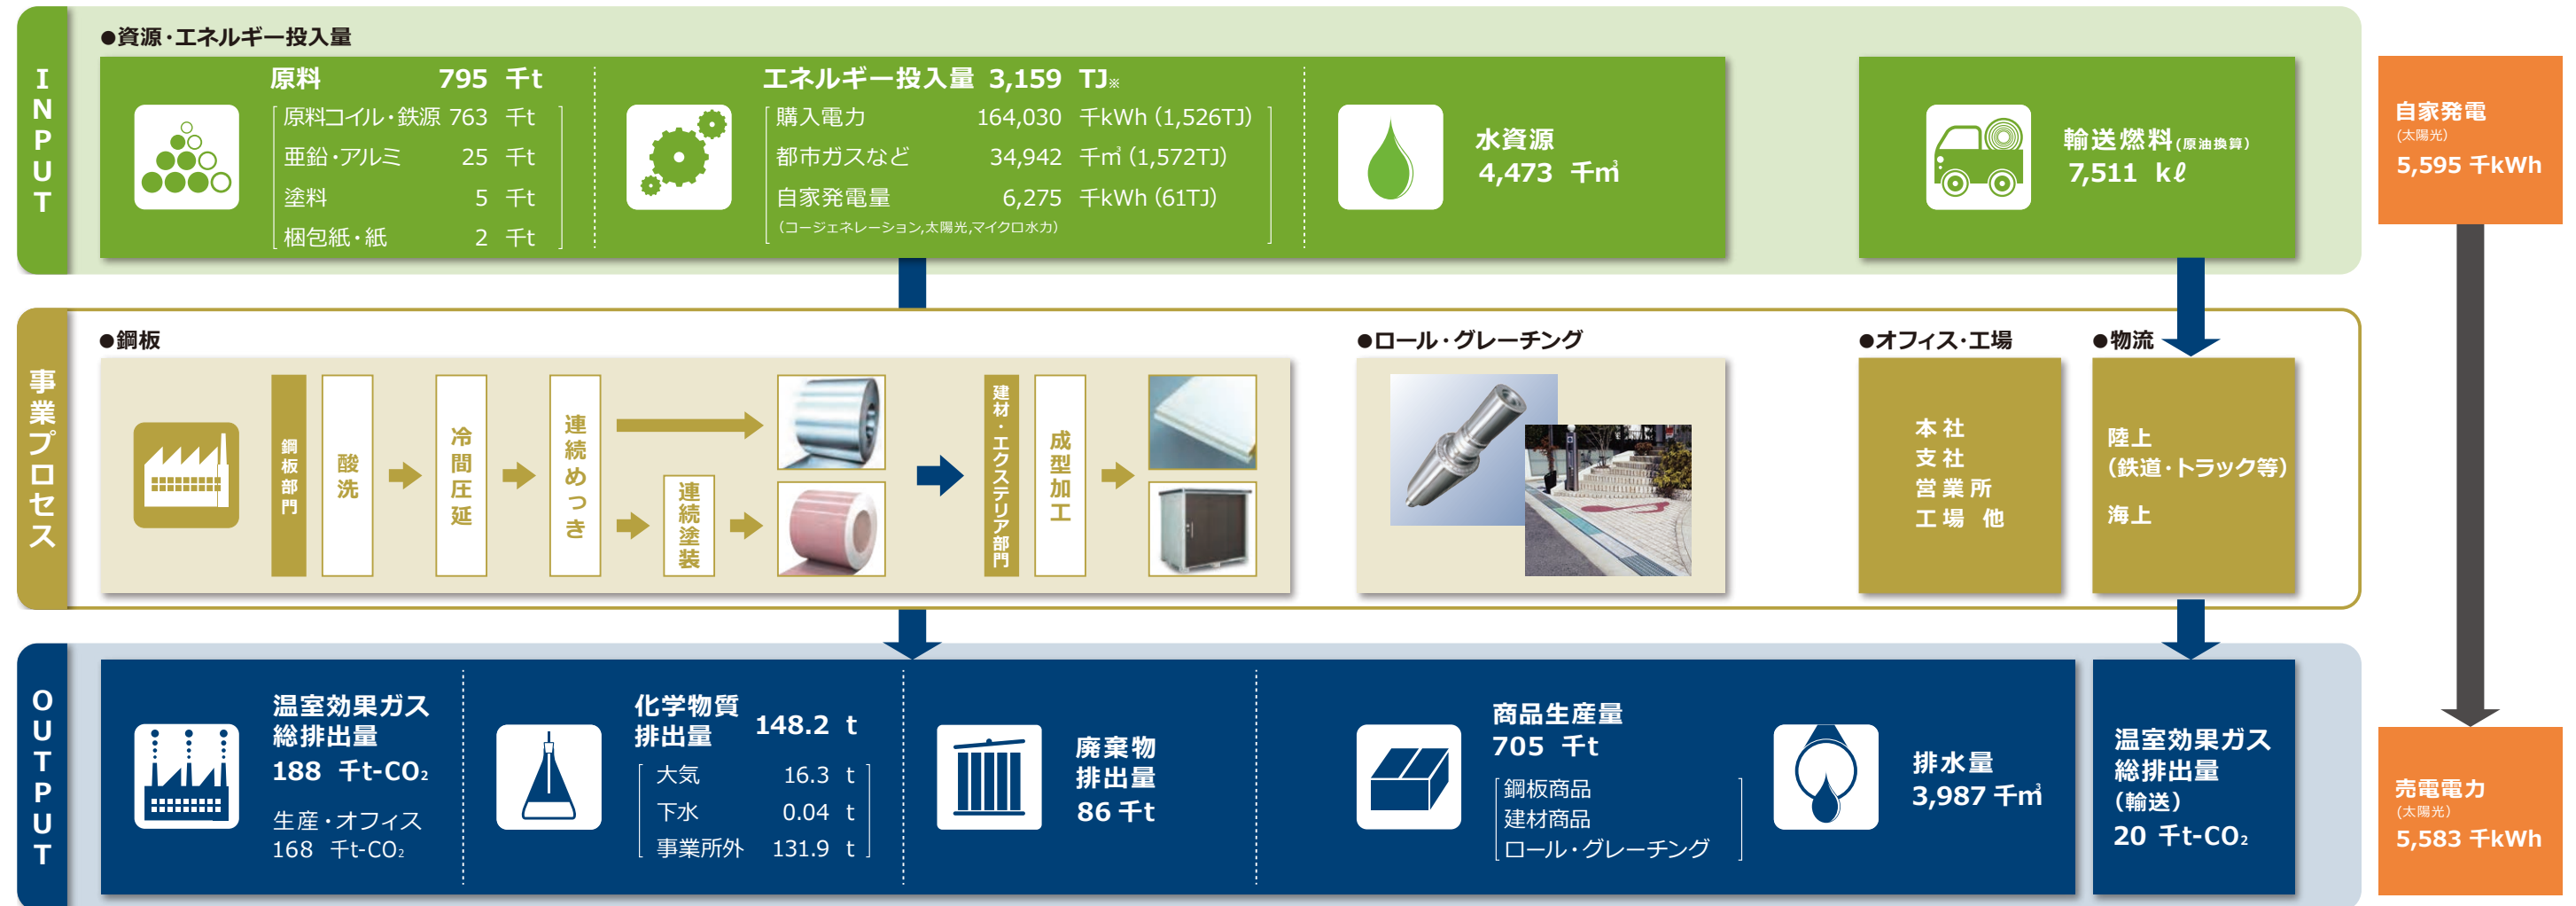 INPUT
●資源・エネルギー投入量
原料 795 千t
原料コイル・鉄源 763 千t
亜鉛・アルミ 25 千t
塗料 5 千t
梱包紙・紙 2 千t
エネルギー投入量 3,159 TJ※
購入電力 164,030 千kWh（1,526TJ）
都市ガスなど 34,942 千㎥（1,572TJ）
自家発電量 6,275 千kWh（61TJ）
（コージェネレーション,太陽光,マイクロ水力）
水資源
4,473 千㎥
輸送燃料(原油換算)
7,511 kℓ
自家発電
(太陽光)
5,595 千kWh
事業プロセス
●鋼板
鋼板部門
酸洗
冷間圧延
連続めっき
連続塗装
建材・エクステリア部門
成型加工
●ロール・グレーチング
●オフィス・工場
本社
支社
営業所
工場 他
●物流
陸上
（鉄道・トラック等）
海上
OUTPUT
温室効果ガス
総排出量
188 千t-CO₂
生産・オフィス
168 千t-CO₂
化学物質
排出量 148.2 t
大気 16.3 t
下水 0.04 t
事業所外 131.9 t
廃棄物
排出量
86 千t
商品生産量
705 千t
鋼板商品
建材商品
ロール・グレーチング
排水量
3,987 千㎥
温室効果ガス
総排出量
（輸送）
20 千t-CO₂
売電電力
(太陽光)
5,583 千kWh